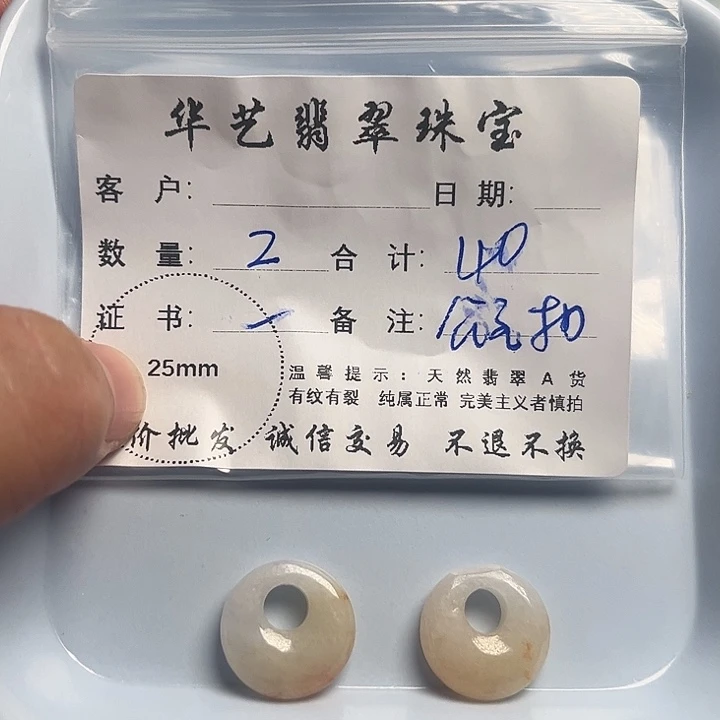 华艺翡翠珠宝
客 户: 日 期:
数 量: 2 合 计: 40
证 书: 一 备 注: 扣
25mm
温馨提示: 天然翡翠A货
有纹有裂 纯属正常 完美主义者慎拍
价批发 诚信交易 不退不换